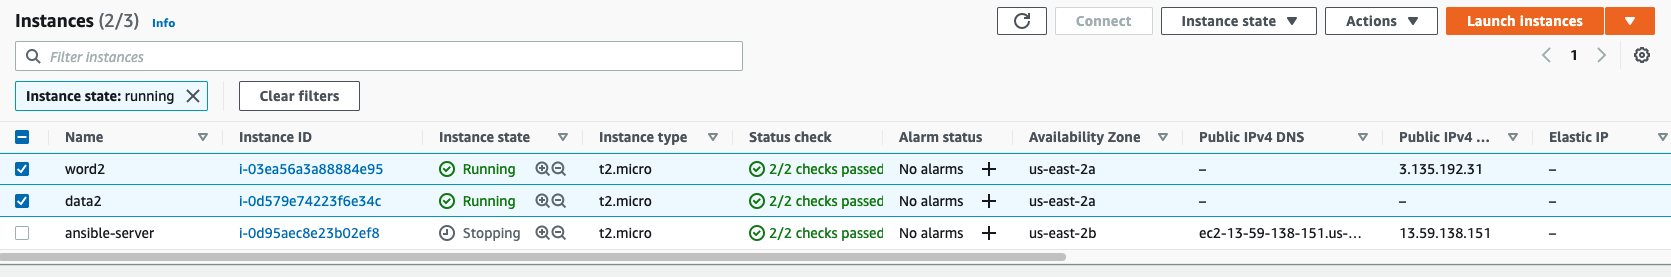 Instances (2/3) Info Connect Instance state Actions Launch instances
Filter instances 1
Instance state: running Clear filters
Name Instance ID Instance state Instance type Status check Alarm status Availability Zone Public IPv4 DNS Public IPv4 ... Elastic IP
word2 i-03ea56a3a88884e95 Running t2.micro 2/2 checks passed No alarms us-east-2a – 3.135.192.31 –
data2 i-0d579e74223f6e34c Running t2.micro 2/2 checks passed No alarms us-east-2a – – –
ansible-server i-0d95aec8e23b02ef8 Stopping t2.micro 2/2 checks passed No alarms us-east-2b ec2-13-59-138-151.us-... 13.59.138.151 –